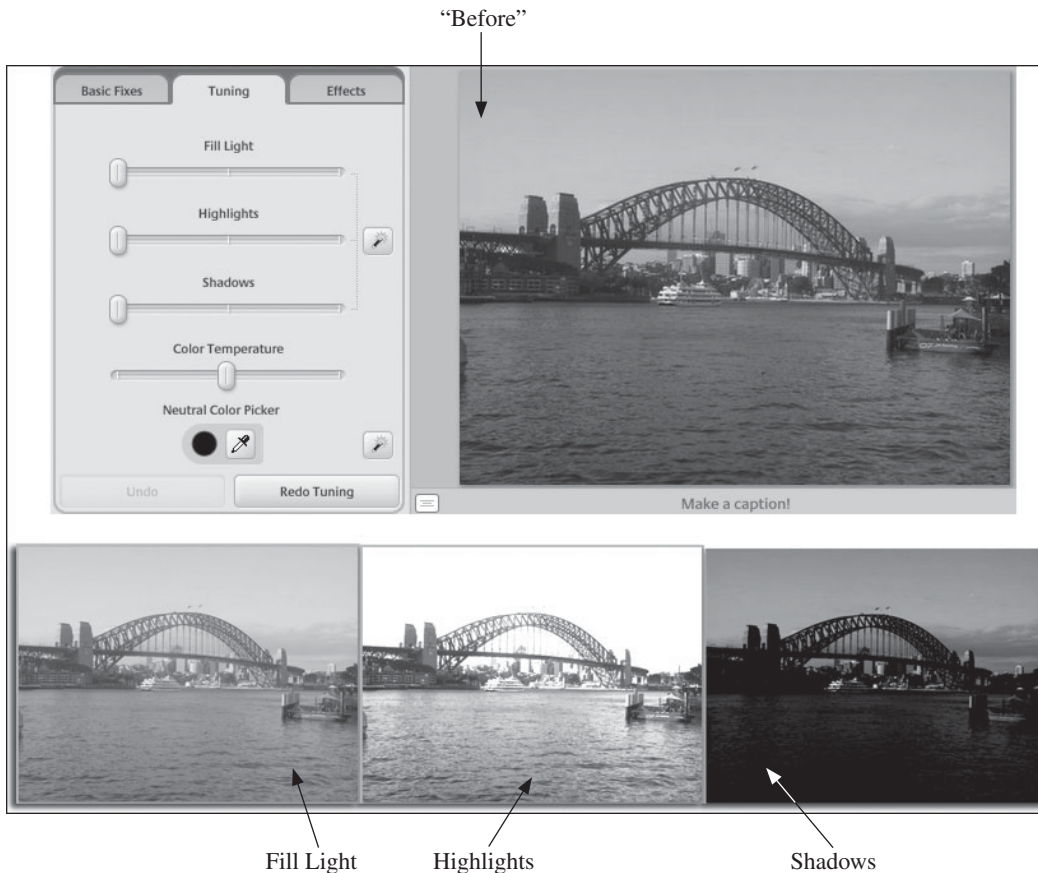 “Before”
Basic Fixes
Tuning
Effects
Fill Light
Highlights
Shadows
Color Temperature
Neutral Color Picker
Undo
Redo Tuning
Make a caption!
Fill Light
Highlights
Shadows